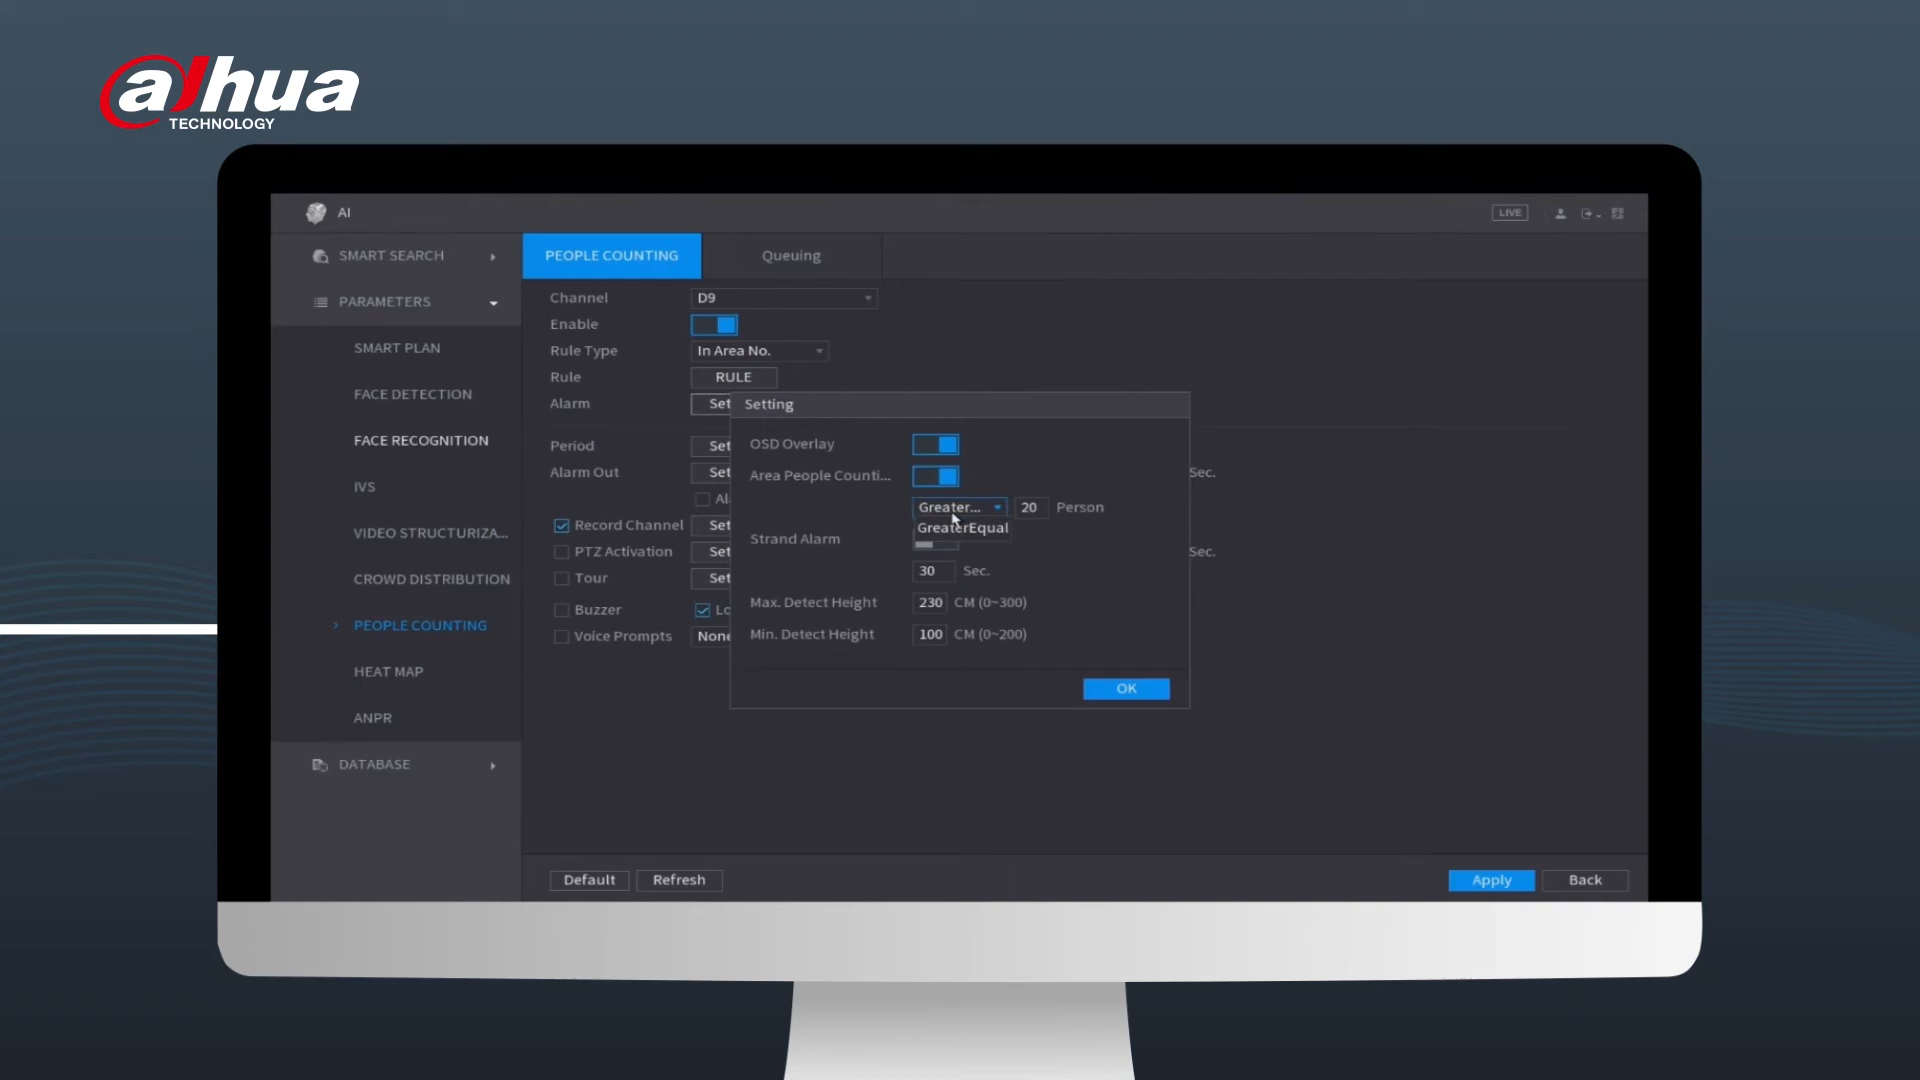 alhua
TECHNOLOGY
AI
LIVE
SMART SEARCH
PEOPLE COUNTING
Queuing
PARAMETERS
Channel
D9
Enable
SMART PLAN
Rule Type
In Area No.
Rule
RULE
FACE DETECTION
Alarm
Set
Setting
FACE RECOGNITION
Period
Set
OSD Overlay
Alarm Out
Set
Area People Counti...
Sec.
IVS
Al
Greater...
20
Person
Record Channel
Set
GreaterEqual
VIDEO STRUCTURIZA...
Strand Alarm
PTZ Activation
Set
Sec.
CROWD DISTRIBUTION
Tour
Set
30
Sec.
Buzzer
Lo
Max. Detect Height
230
CM (0~300)
PEOPLE COUNTING
Voice Prompts
None
Min. Detect Height
100
CM (0~200)
HEAT MAP
OK
ANPR
DATABASE
Default
Refresh
Apply
Back